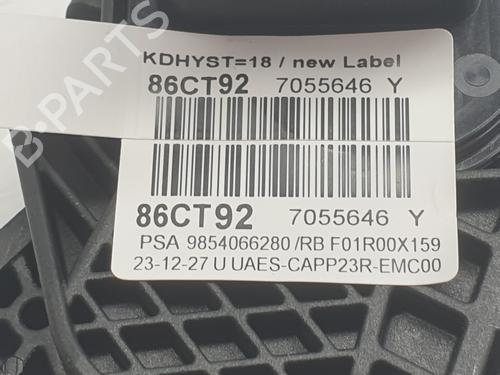 KDHYST=18 / new Label
86CT92 7055646 Y
86CT92 7055646 Y
PSA 9854066280 /RB F01R00X159
23-12-27 U UAES-CAPP23R-EMC00
B-PARTS